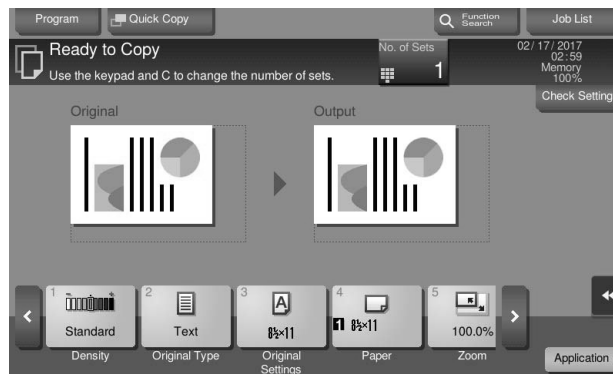 Program
Quick Copy
Function
Search
Job List
Ready to Copy
Use the keypad and C to change the number of sets.
No. of Sets
1
02/17/2017
02:59
Memory
100%
Check Setting
Original
Output
1
Standard
Density
2
Text
Original Type
3
A
8½×11
Original
Settings
4
1 8½×11
Paper
5
100.0%
Zoom
Application